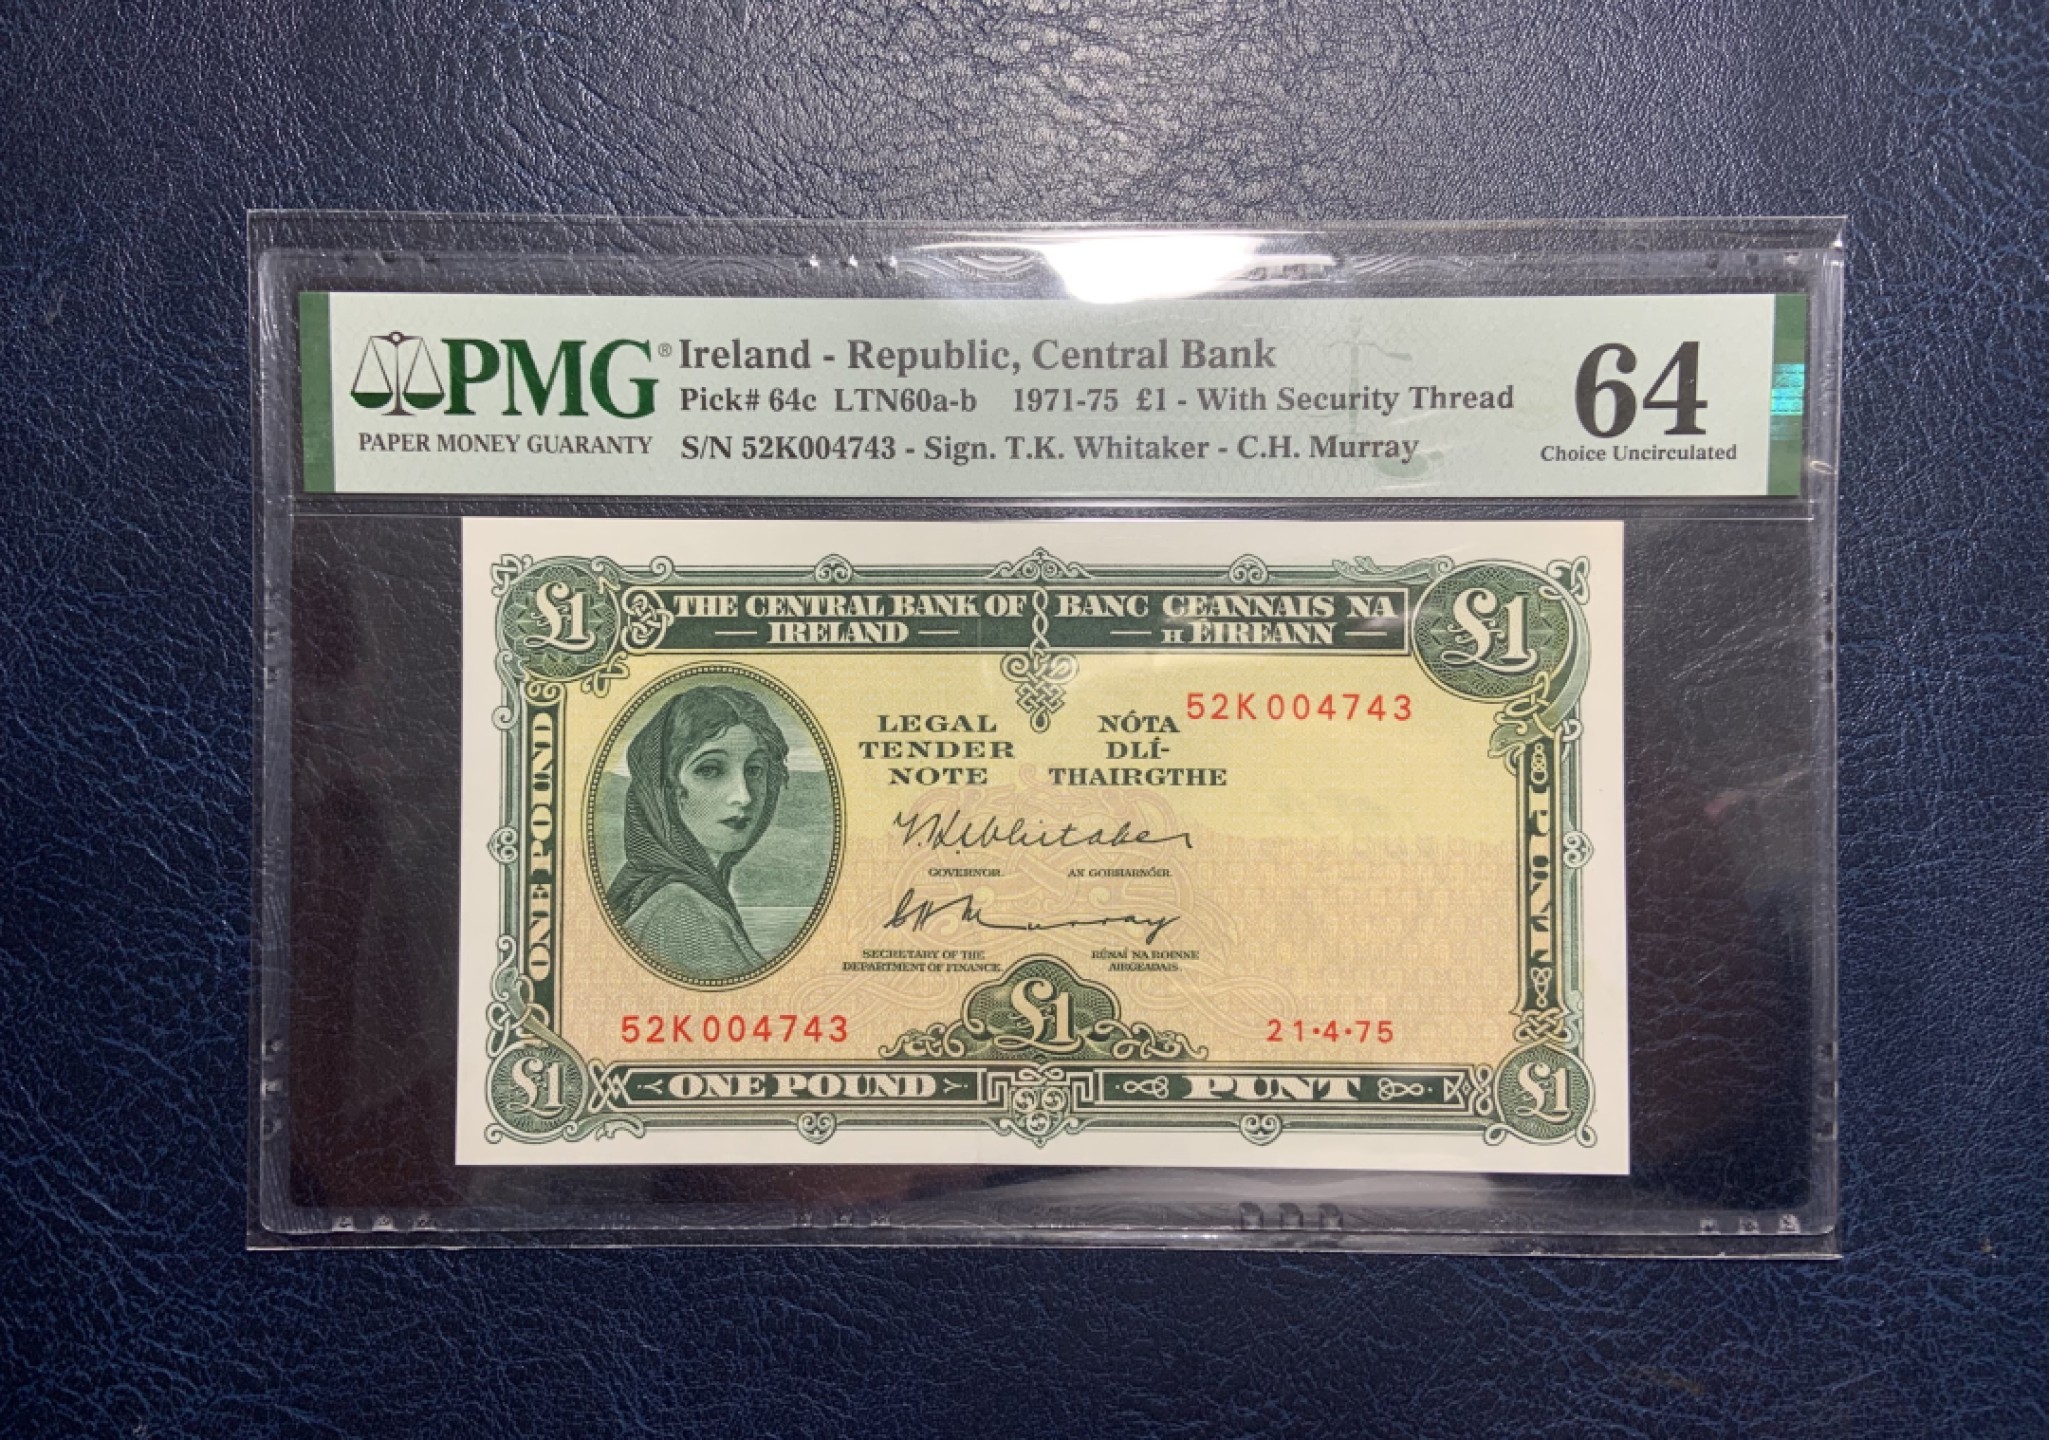 PMG®
PAPER MONEY GUARANTY
Ireland - Republic, Central Bank
Pick# 64c LTN60a-b 1971-75 £1 - With Security Thread
S/N 52K004743 - Sign. T.K. Whitaker - C.H. Murray
64
Choice Uncirculated
£1
THE CENTRAL BANK OF
IRELAND
BANC CEANNAIS NA
H ÉIREANN
£1
ONE POUND
52K004743
LEGAL
TENDER
NOTE
NÓTA
DLÍ-
THAIRGTHE
T.K. Whitaker
GOVERNOR.
AN GOBHARNÓIR.
C H Murray
SECRETARY OF THE
DEPARTMENT OF FINANCE.
RÚNAÍ NA ROINNE
AIRGEADAIS.
52K004743
£1
21·4·75
£1
ONE POUND
PUNT
£1